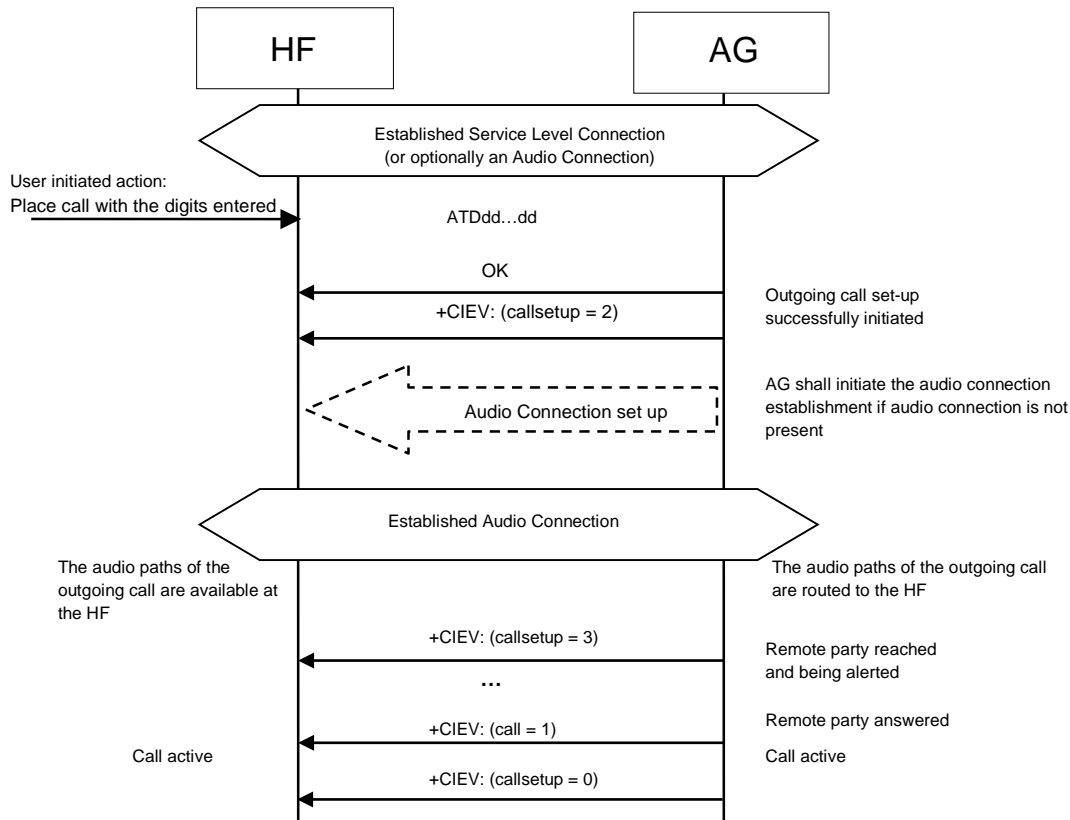 HF
AG
Established Service Level Connection
(or optionally an Audio Connection)
User initiated action:
Place call with the digits entered
ATDdd…dd
OK
+CIEV: (callsetup = 2)
Outgoing call set-up
successfully initiated
Audio Connection set up
AG shall initiate the audio connection
establishment if audio connection is not
present
Established Audio Connection
The audio paths of the
outgoing call are available at
the HF
The audio paths of the outgoing call
are routed to the HF
+CIEV: (callsetup = 3)
Remote party reached
and being alerted
…
+CIEV: (call = 1)
Remote party answered
Call active
Call active
+CIEV: (callsetup = 0)